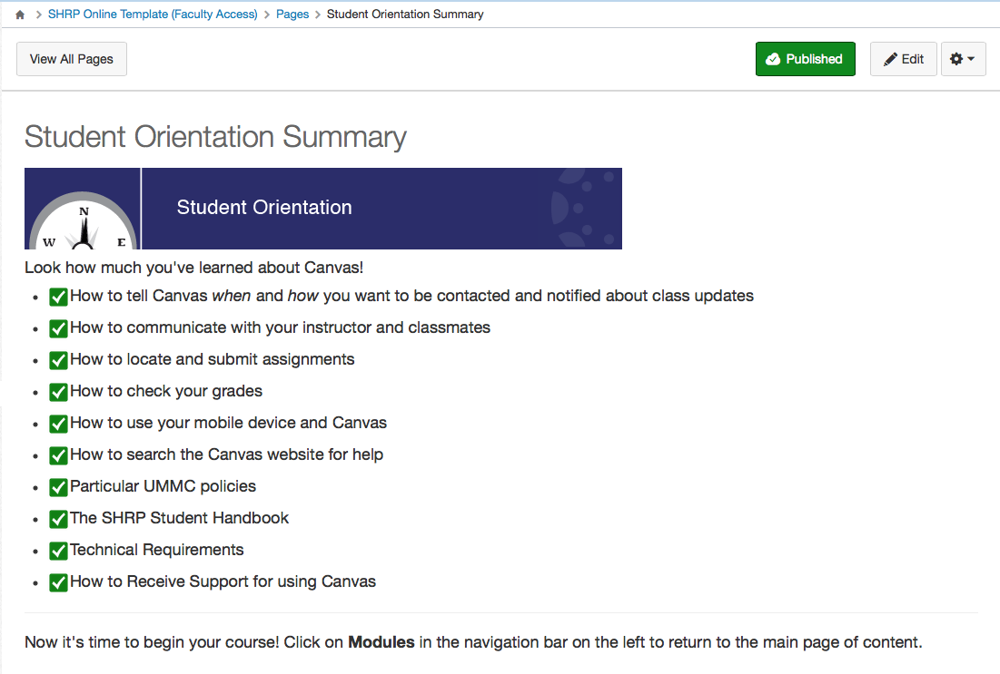 SHRP Online Template (Faculty Access) > Pages > Student Orientation Summary
View All Pages
Published
Edit
Student Orientation Summary
N
W E
Student Orientation
Look how much you've learned about Canvas!
How to tell Canvas when and how you want to be contacted and notified about class updates
How to communicate with your instructor and classmates
How to locate and submit assignments
How to check your grades
How to use your mobile device and Canvas
How to search the Canvas website for help
Particular UMMC policies
The SHRP Student Handbook
Technical Requirements
How to Receive Support for using Canvas
Now it's time to begin your course! Click on Modules in the navigation bar on the left to return to the main page of content.